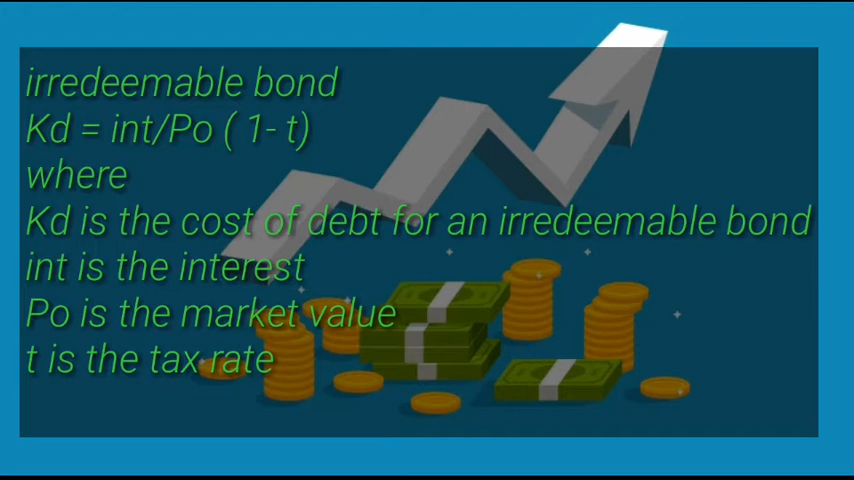 irredeemable bond
Kd = int/Po ( 1- t)
where
Kd is the cost of debt for an irredeemable bond
int is the interest
Po is the market value
t is the tax rate